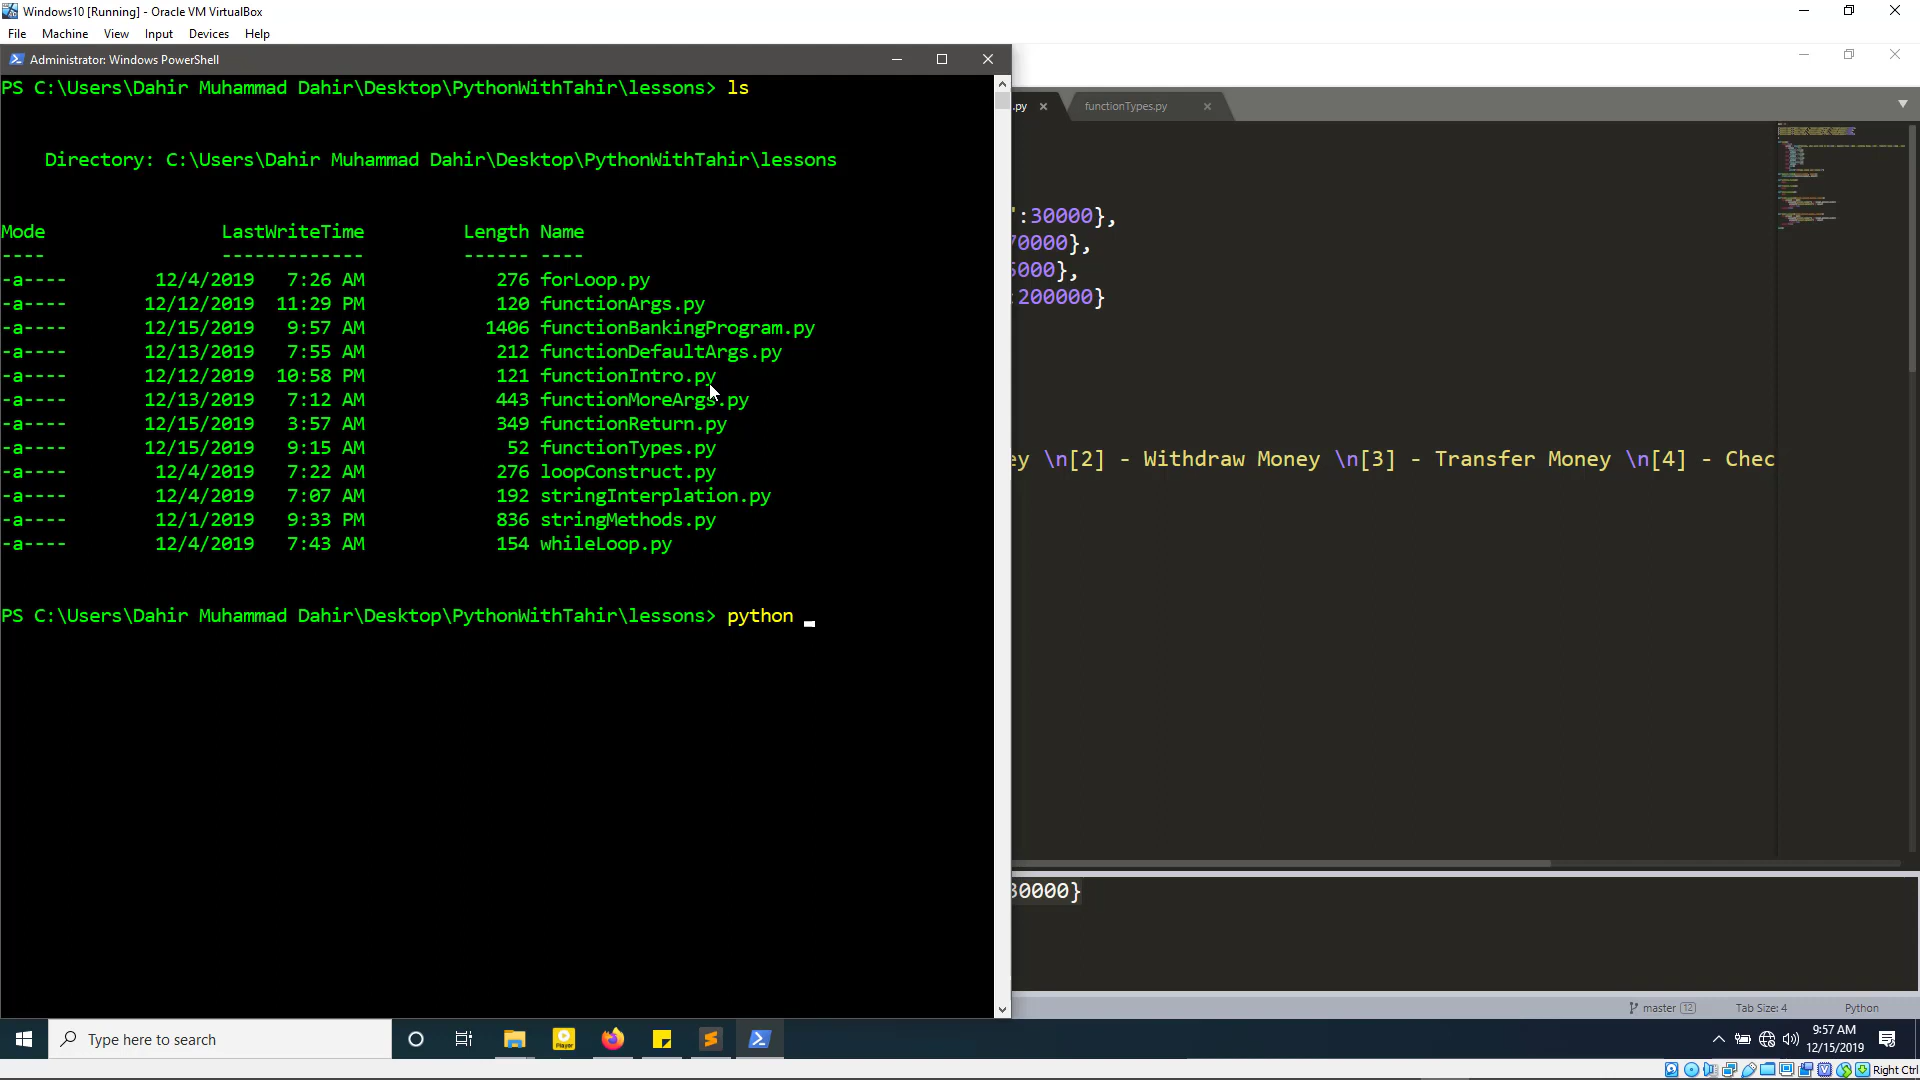 Windows10 [Running] - Oracle VM VirtualBox
File Machine View Input Devices Help
Administrator: Windows PowerShell
PS C:\Users\Dahir Muhammad Dahir\Desktop\PythonWithTahir\lessons> ls
Directory: C:\Users\Dahir Muhammad Dahir\Desktop\PythonWithTahir\lessons
Mode LastWriteTime Length Name
---- ------------- ------ ----
-a---- 12/4/2019 7:26 AM 276 forLoop.py
-a---- 12/12/2019 11:29 PM 120 functionArgs.py
-a---- 12/15/2019 9:57 AM 1406 functionBankingProgram.py
-a---- 12/13/2019 7:55 AM 212 functionDefaultArgs.py
-a---- 12/12/2019 10:58 PM 121 functionIntro.py
-a---- 12/13/2019 7:12 AM 443 functionMoreArgs.py
-a---- 12/15/2019 3:57 AM 349 functionReturn.py
-a---- 12/15/2019 9:15 AM 52 functionTypes.py
-a---- 12/4/2019 7:22 AM 276 loopConstruct.py
-a---- 12/4/2019 7:07 AM 192 stringInterplation.py
-a---- 12/1/2019 9:33 PM 836 stringMethods.py
-a---- 12/4/2019 7:43 AM 154 whileLoop.py
PS C:\Users\Dahir Muhammad Dahir\Desktop\PythonWithTahir\lessons> python _
.py functionTypes.py
":30000},
70000},
5000},
:200000}
ey \n[2] - Withdraw Money \n[3] - Transfer Money \n[4] - Chec
30000}
master 12 Tab Size: 4 Python
Type here to search
Player
9:57 AM
12/15/2019
Right Ctrl